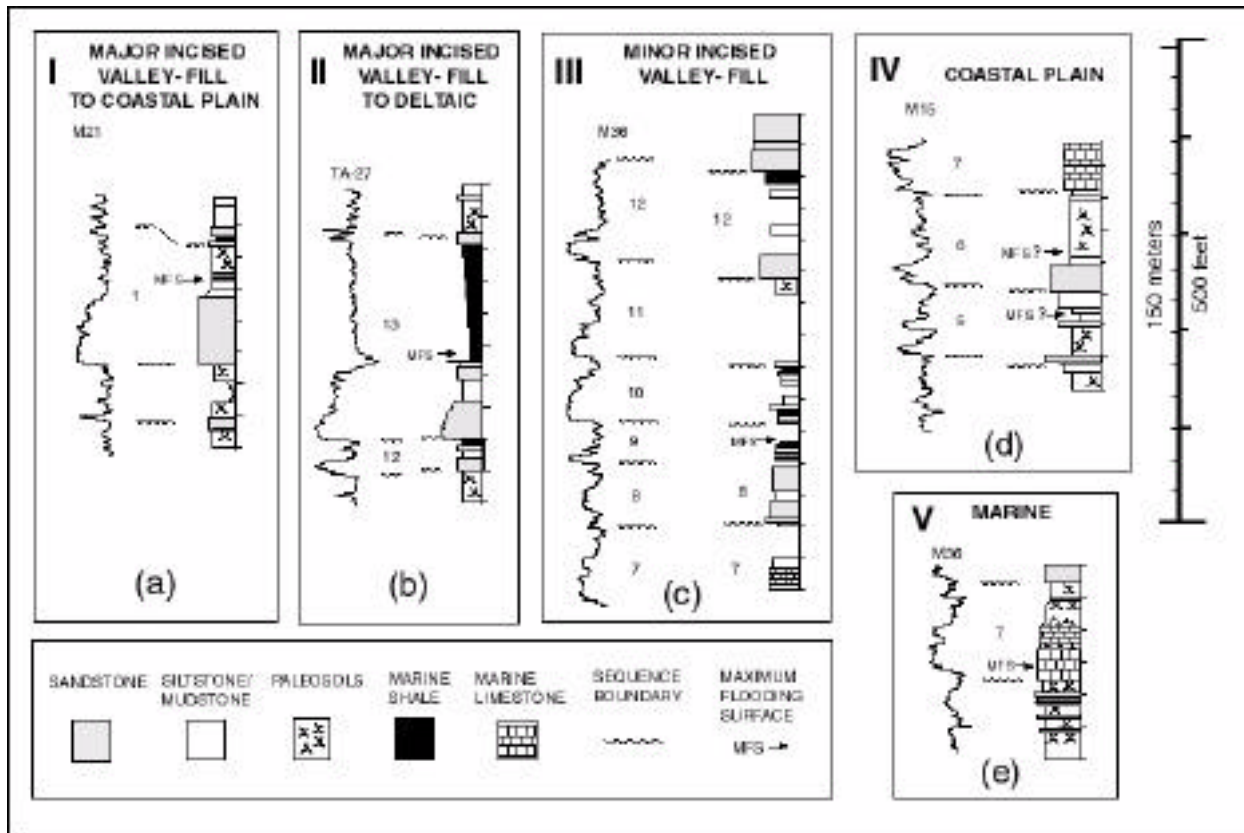 I
MAJOR INCISED
VALLEY- FILL
TO COASTAL PLAIN
M21
MFS
1
(a)
II
MAJOR INCISED
VALLEY- FILL
TO DELTAIC
TA-27
13
MFS
12
(b)
III
MINOR INCISED
VALLEY-FILL
M36
12
12
11
10
9
MFS
8
8
7
7
(c)
IV
COASTAL PLAIN
M15
7
6
MFS?
5
MFS?
(d)
V
MARINE
M36
7
MFS
(e)
150 meters
500 feet
SANDSTONE
SILTSTONE/
MUDSTONE
PALEOSOLS
MARINE
SHALE
MARINE
LIMESTONE
SEQUENCE
BOUNDARY
MAXIMUM
FLOODING
SURFACE
MFS